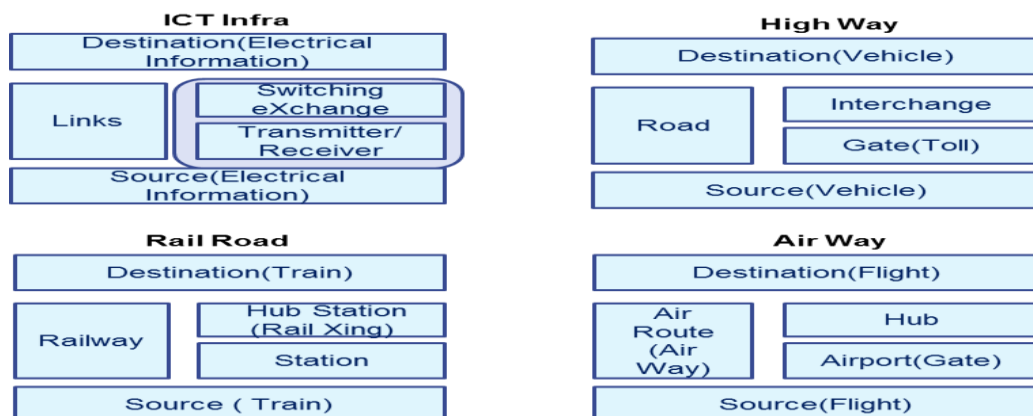 ICT Infra
Destination(Electrical
Information)
Links
Switching
eXchange
Transmitter/
Receiver
Source(Electrical
Information)
High Way
Destination(Vehicle)
Road
Interchange
Gate(Toll)
Source(Vehicle)
Rail Road
Destination(Train)
Railway
Hub Station
(Rail Xing)
Station
Source ( Train)
Air Way
Destination(Flight)
Air
Route
(Air
Way)
Hub
Airport(Gate)
Source(Flight)